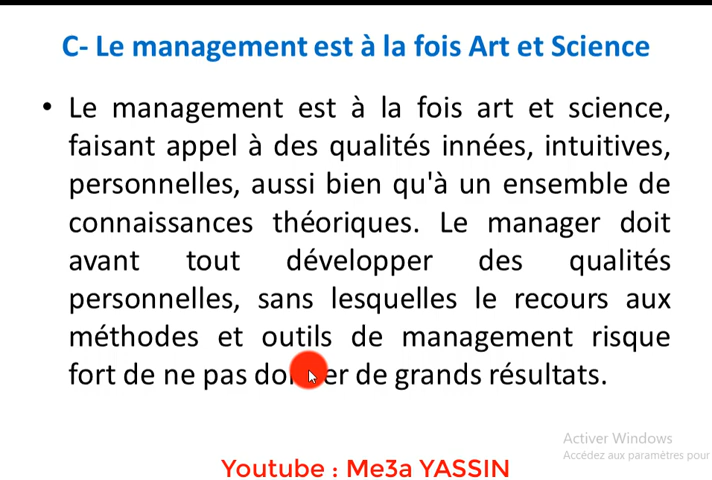 C- Le management est à la fois Art et Science
• Le management est à la fois art et science,
faisant appel à des qualités innées, intuitives,
personnelles, aussi bien qu'à un ensemble de
connaissances théoriques. Le manager doit
avant tout développer des qualités
personnelles, sans lesquelles le recours aux
méthodes et outils de management risque
fort de ne pas de grands résultats.
Activer Windows
Accédez aux paramètres pour
Youtube : Me3a YASSIN